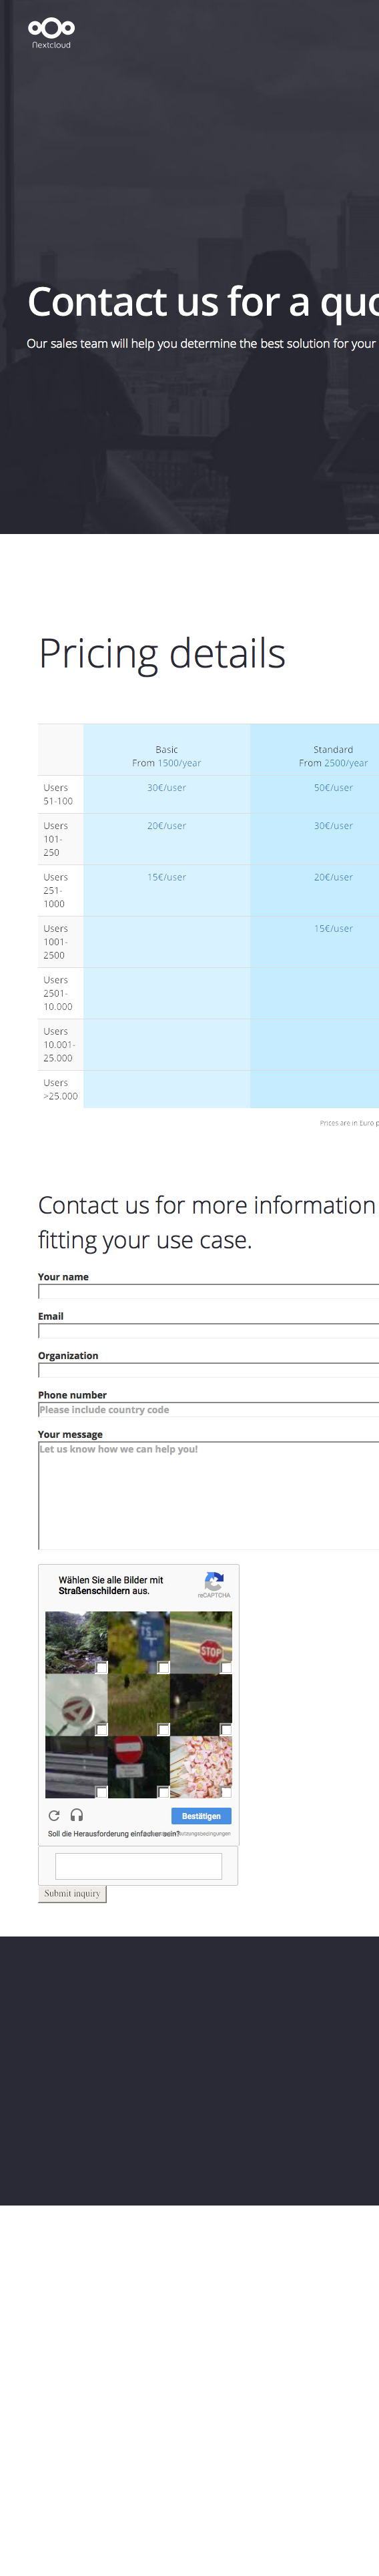 Nextcloud
Contact us for a quo
Our sales team will help you determine the best solution for your
Pricing details
Basic
From 1500/year
Standard
From 2500/year
Users
51-100
30€/user
50€/user
Users
101-
250
20€/user
30€/user
Users
251-
1000
15€/user
20€/user
Users
1001-
2500
15€/user
Users
2501-
10.000
Users
10.001-
25.000
Users
>25.000
Prices are in Euro p
Contact us for more information
fitting your use case.
Your name
Email
Organization
Phone number
Please include country code
Your message
Let us know how we can help you!
Wählen Sie alle Bilder mit
Straßenschildern aus.
reCAPTCHA
STOP
Bestätigen
Soll die Herausforderung einfacher sein?
Submit inquiry